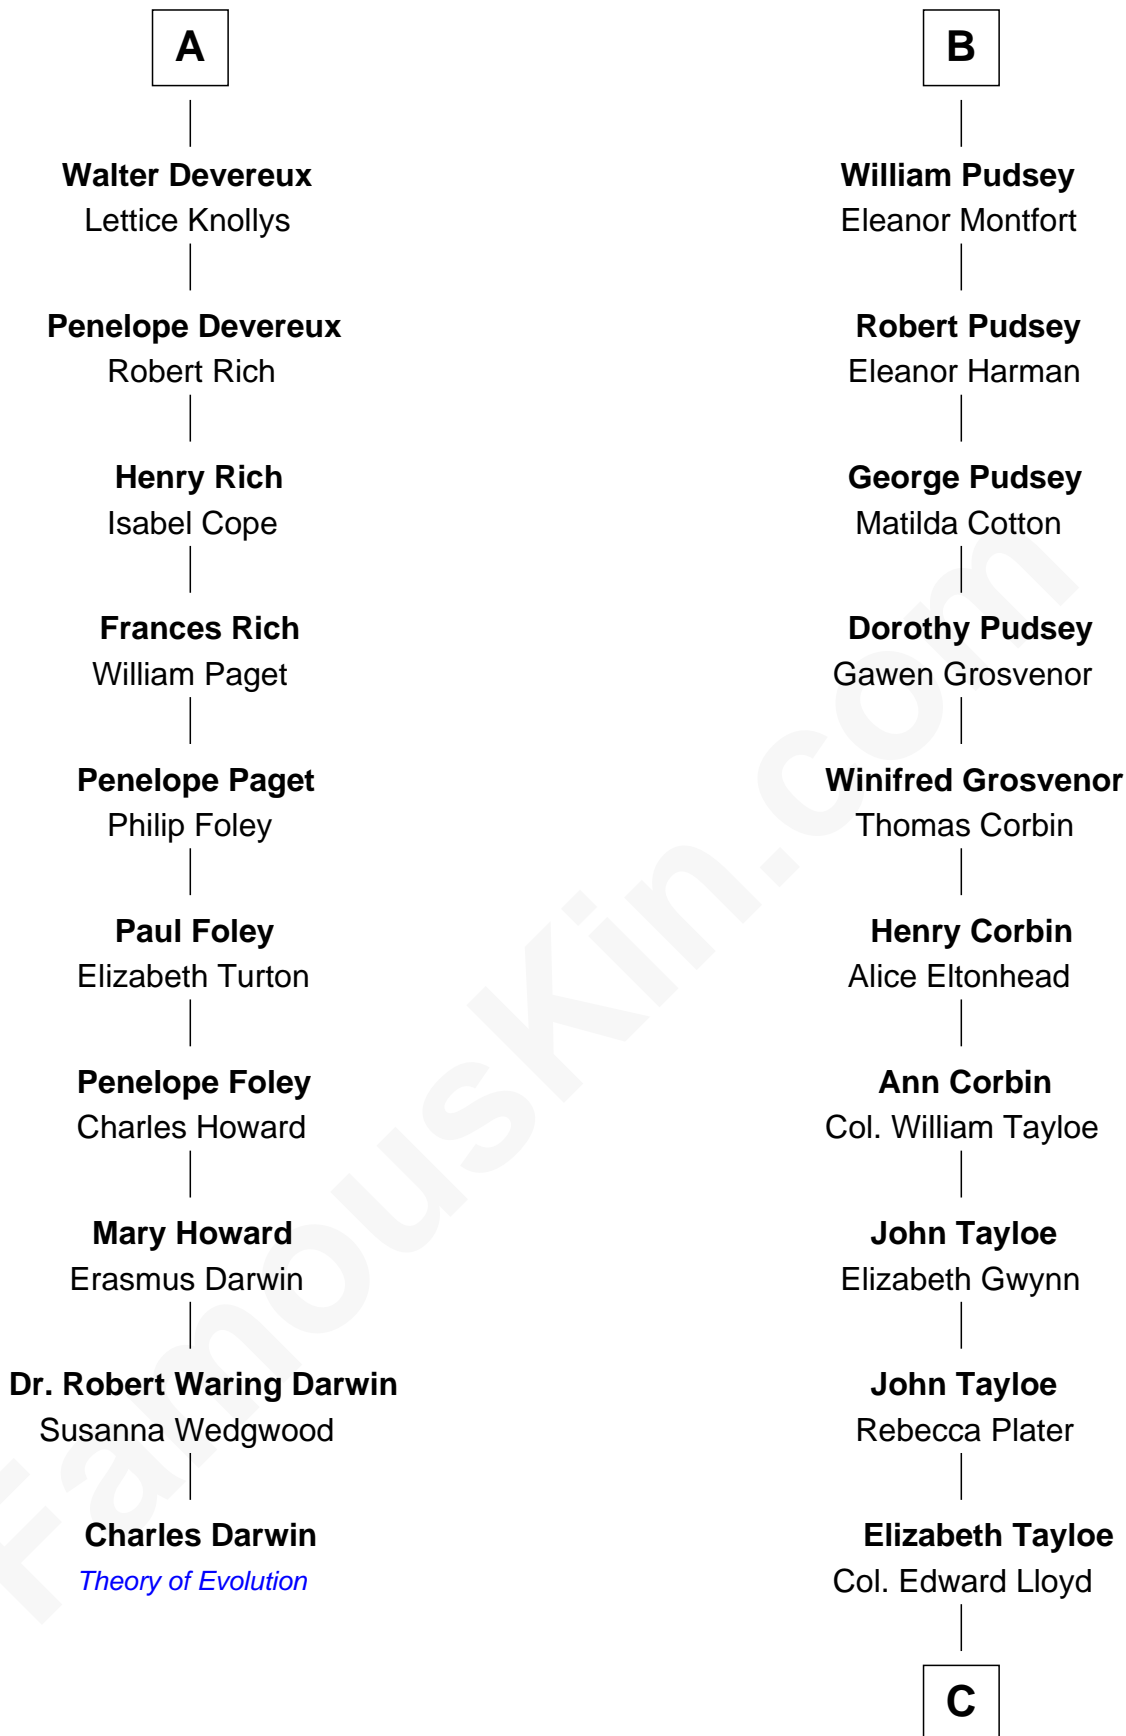 A
Walter Devereux
Lettice Knollys
Penelope Devereux
Robert Rich
Henry Rich
Isabel Cope
Frances Rich
William Paget
Penelope Paget
Philip Foley
Paul Foley
Elizabeth Turton
Penelope Foley
Charles Howard
Mary Howard
Erasmus Darwin
Dr. Robert Waring Darwin
Susanna Wedgwood
Charles Darwin
Theory of Evolution
B
William Pudsey
Eleanor Montfort
Robert Pudsey
Eleanor Harman
George Pudsey
Matilda Cotton
Dorothy Pudsey
Gawen Grosvenor
Winifred Grosvenor
Thomas Corbin
Henry Corbin
Alice Eltonhead
Ann Corbin
Col. William Tayloe
John Tayloe
Elizabeth Gwynn
John Tayloe
Rebecca Plater
Elizabeth Tayloe
Col. Edward Lloyd
C
FamousKin.com